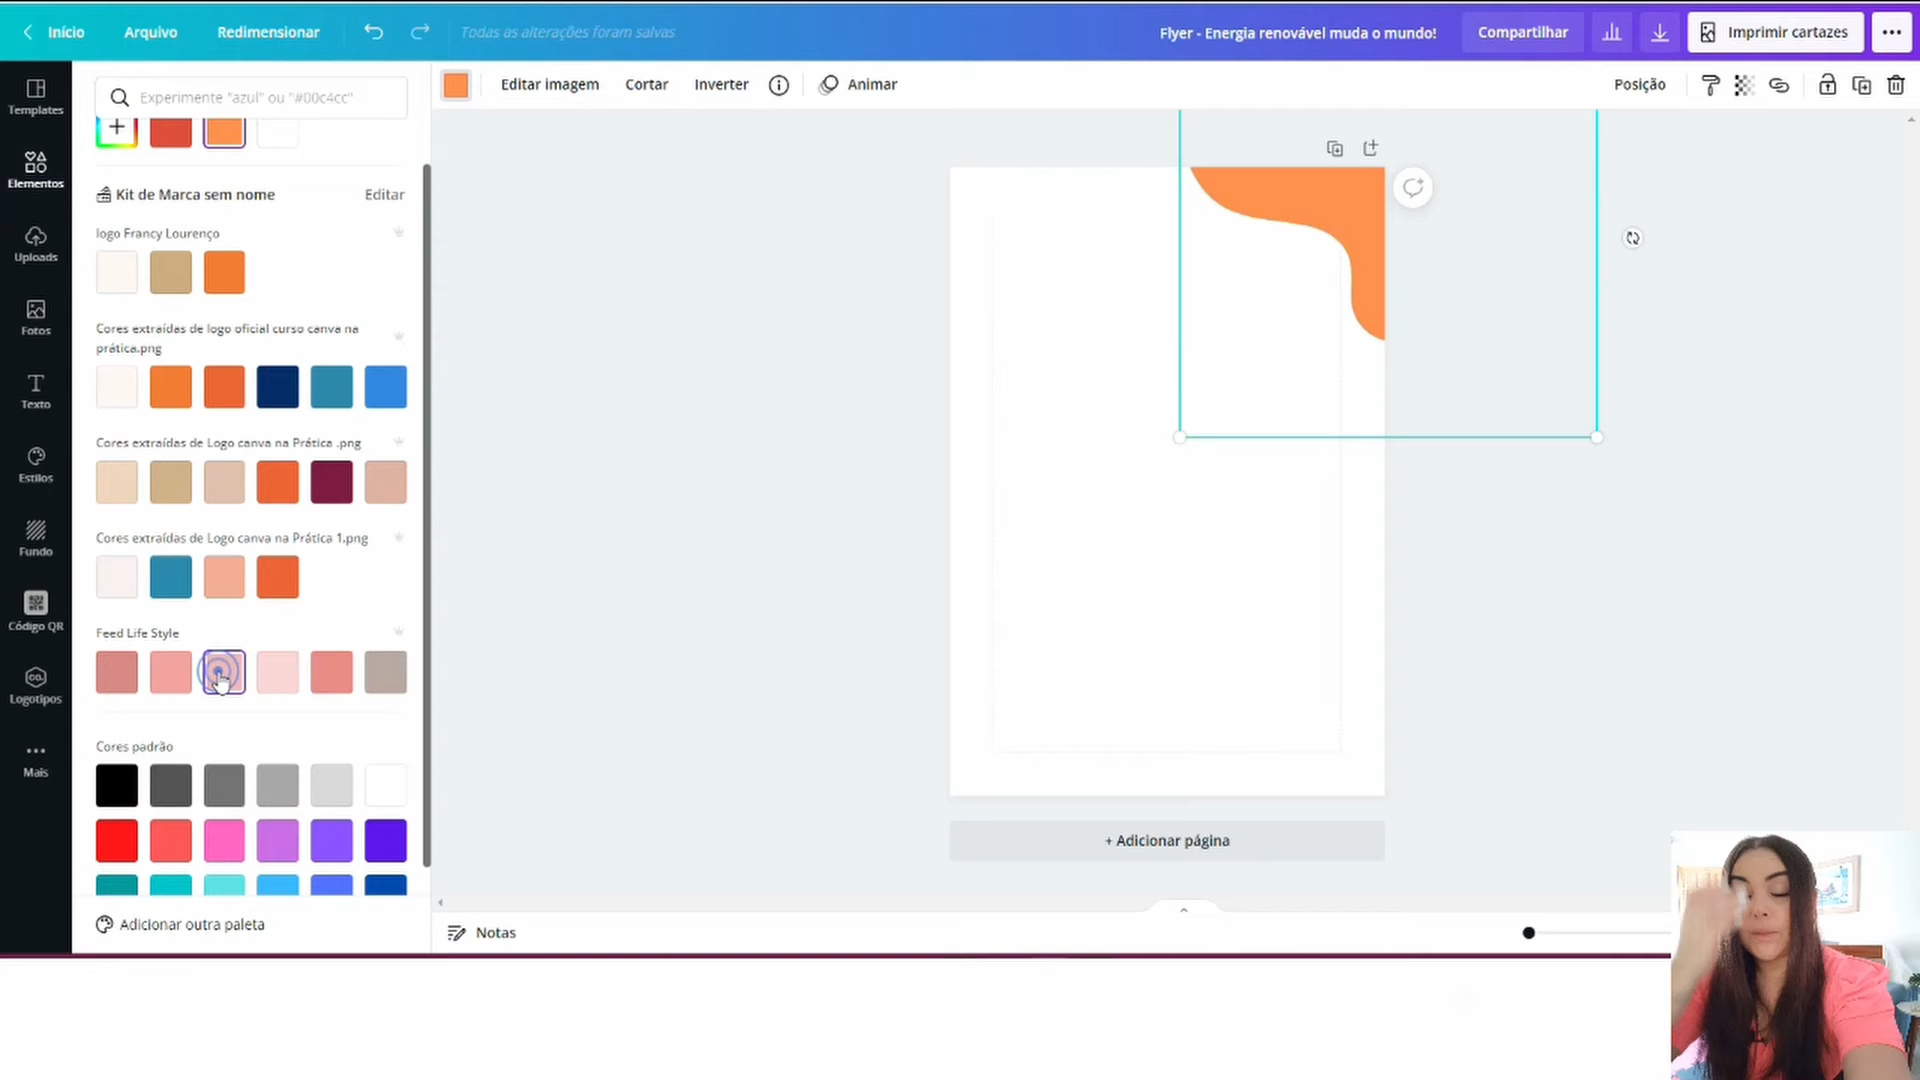 Início
Arquivo
Redimensionar
Todas as alterações foram salvas
Flyer - Energia renovável muda o mundo!
Compartilhar
Imprimir cartazes
Templates
Elementos
Uploads
Fotos
Texto
Estilos
Fundo
Código QR
CO.
Logotipos
Mais
Experimente "azul" ou "#00c4cc"
Kit de Marca sem nome
Editar
logo Francy Lourenço
Cores extraídas de logo oficial curso canva na
prática.png
Cores extraídas de Logo canva na Prática .png
Cores extraídas de Logo canva na Prática 1.png
Feed Life Style
Cores padrão
Adicionar outra paleta
Editar imagem
Cortar
Inverter
Animar
Posição
+ Adicionar página
Notas